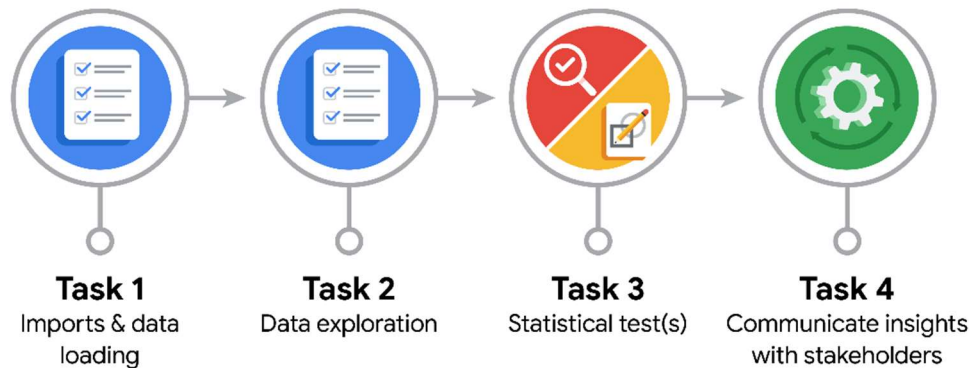 Task 1
Imports & data
loading
Task 2
Data exploration
Task 3
Statistical test(s)
Task 4
Communicate insights
with stakeholders